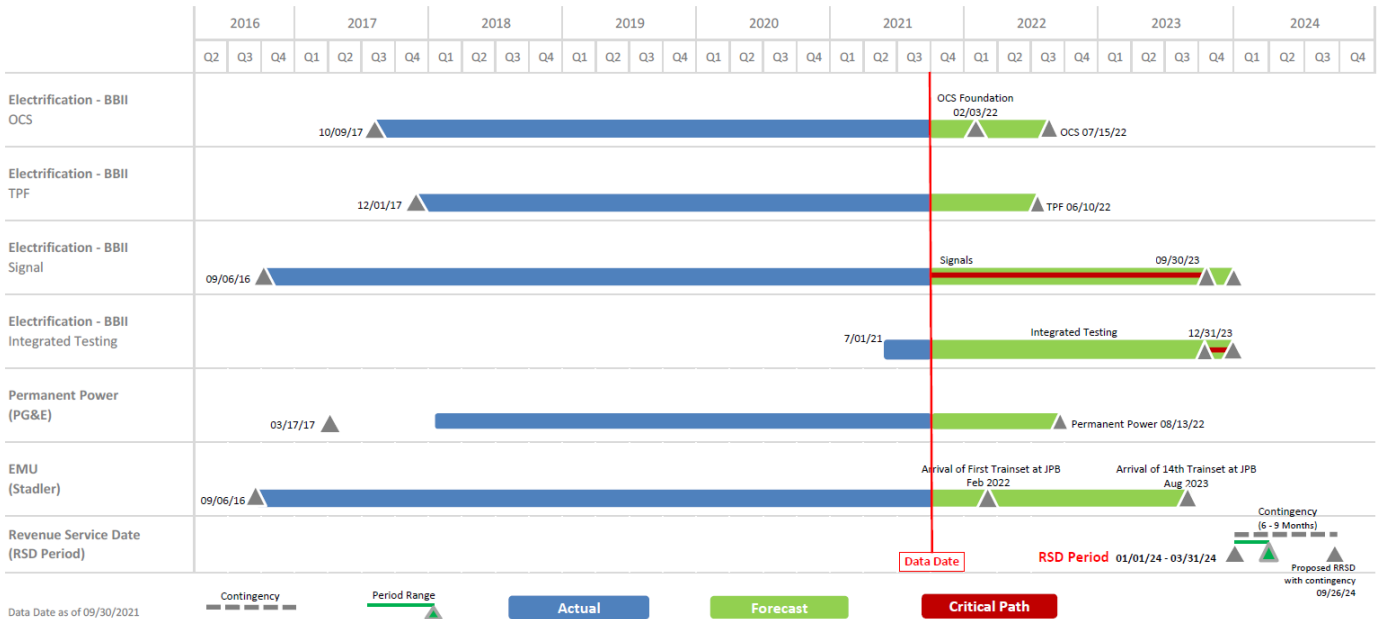 2016 2017 2018 2019 2020 2021 2022 2023 2024
Q2 Q3 Q4 Q1 Q2 Q3 Q4 Q1 Q2 Q3 Q4 Q1 Q2 Q3 Q4 Q1 Q2 Q3 Q4 Q1 Q2 Q3 Q4 Q1 Q2 Q3 Q4 Q1 Q2 Q3 Q4 Q1 Q2 Q3 Q4
Electrification - BBII
OCS
10/09/17
OCS Foundation
02/03/22
OCS 07/15/22
Electrification - BBII
TPF
12/01/17
TPF 06/10/22
Electrification - BBII
Signal
09/06/16
Signals
09/30/23
Electrification - BBII
Integrated Testing
7/01/21
Integrated Testing
12/31/23
Permanent Power
(PG&E)
03/17/17
Permanent Power 08/13/22
EMU
(Stadler)
09/06/16
Arrival of First Trainset at JPB
Feb 2022
Arrival of 14th Trainset at JPB
Aug 2023
Revenue Service Date
(RSD Period)
Data Date
RSD Period 01/01/24 - 03/31/24
Contingency
(6 - 9 Months)
Proposed RRSD
with contingency
09/26/24
Data Date as of 09/30/2021
Contingency
Period Range
Actual
Forecast
Critical Path